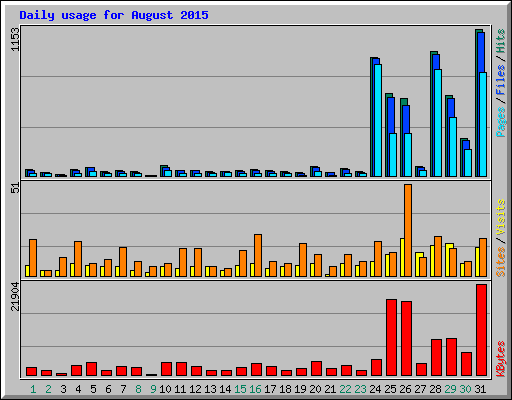 Daily usage for August 2015
1153
Pages / Files / Hits
51
Sites / Visits
21904
KBytes
1 2 3 4 5 6 7 8 9 10 11 12 13 14 15 16 17 18 19 20 21 22 23 24 25 26 27 28 29 30 31